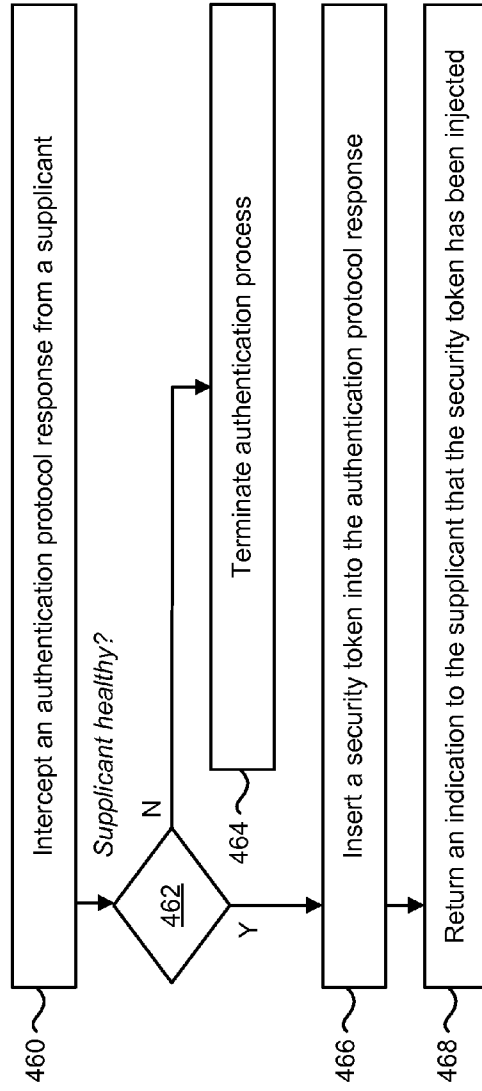 460
Intercept an authentication protocol response from a supplicant
Supplicant healthy?
462
N
Y
464
Terminate authentication process
466
Insert a security token into the authentication protocol response
468
Return an indication to the supplicant that the security token has been injected